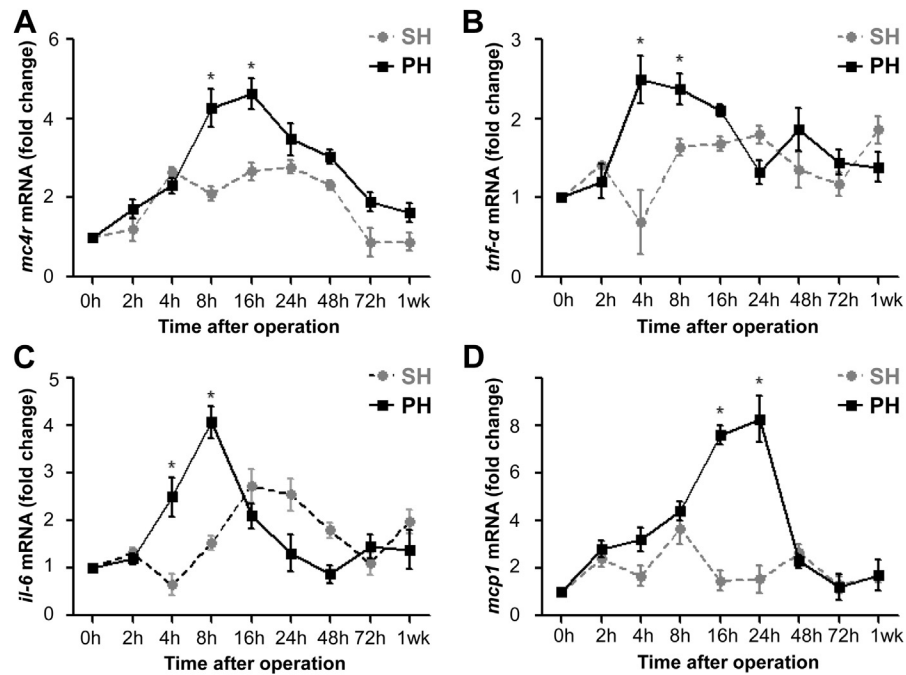 A
mc4r mRNA (fold change)
6
4
2
0
*
*
SH
PH
0h 2h 4h 8h 16h 24h 48h 72h 1wk
Time after operation
B
tnf-α mRNA (fold change)
3
2
1
0
*
*
SH
PH
0h 2h 4h 8h 16h 24h 48h 72h 1wk
Time after operation
C
il-6 mRNA (fold change)
5
4
3
2
1
0
*
*
SH
PH
0h 2h 4h 8h 16h 24h 48h 72h 1wk
Time after operation
D
mcp1 mRNA (fold change)
8
6
4
2
0
*
*
SH
PH
0h 2h 4h 8h 16h 24h 48h 72h 1wk
Time after operation